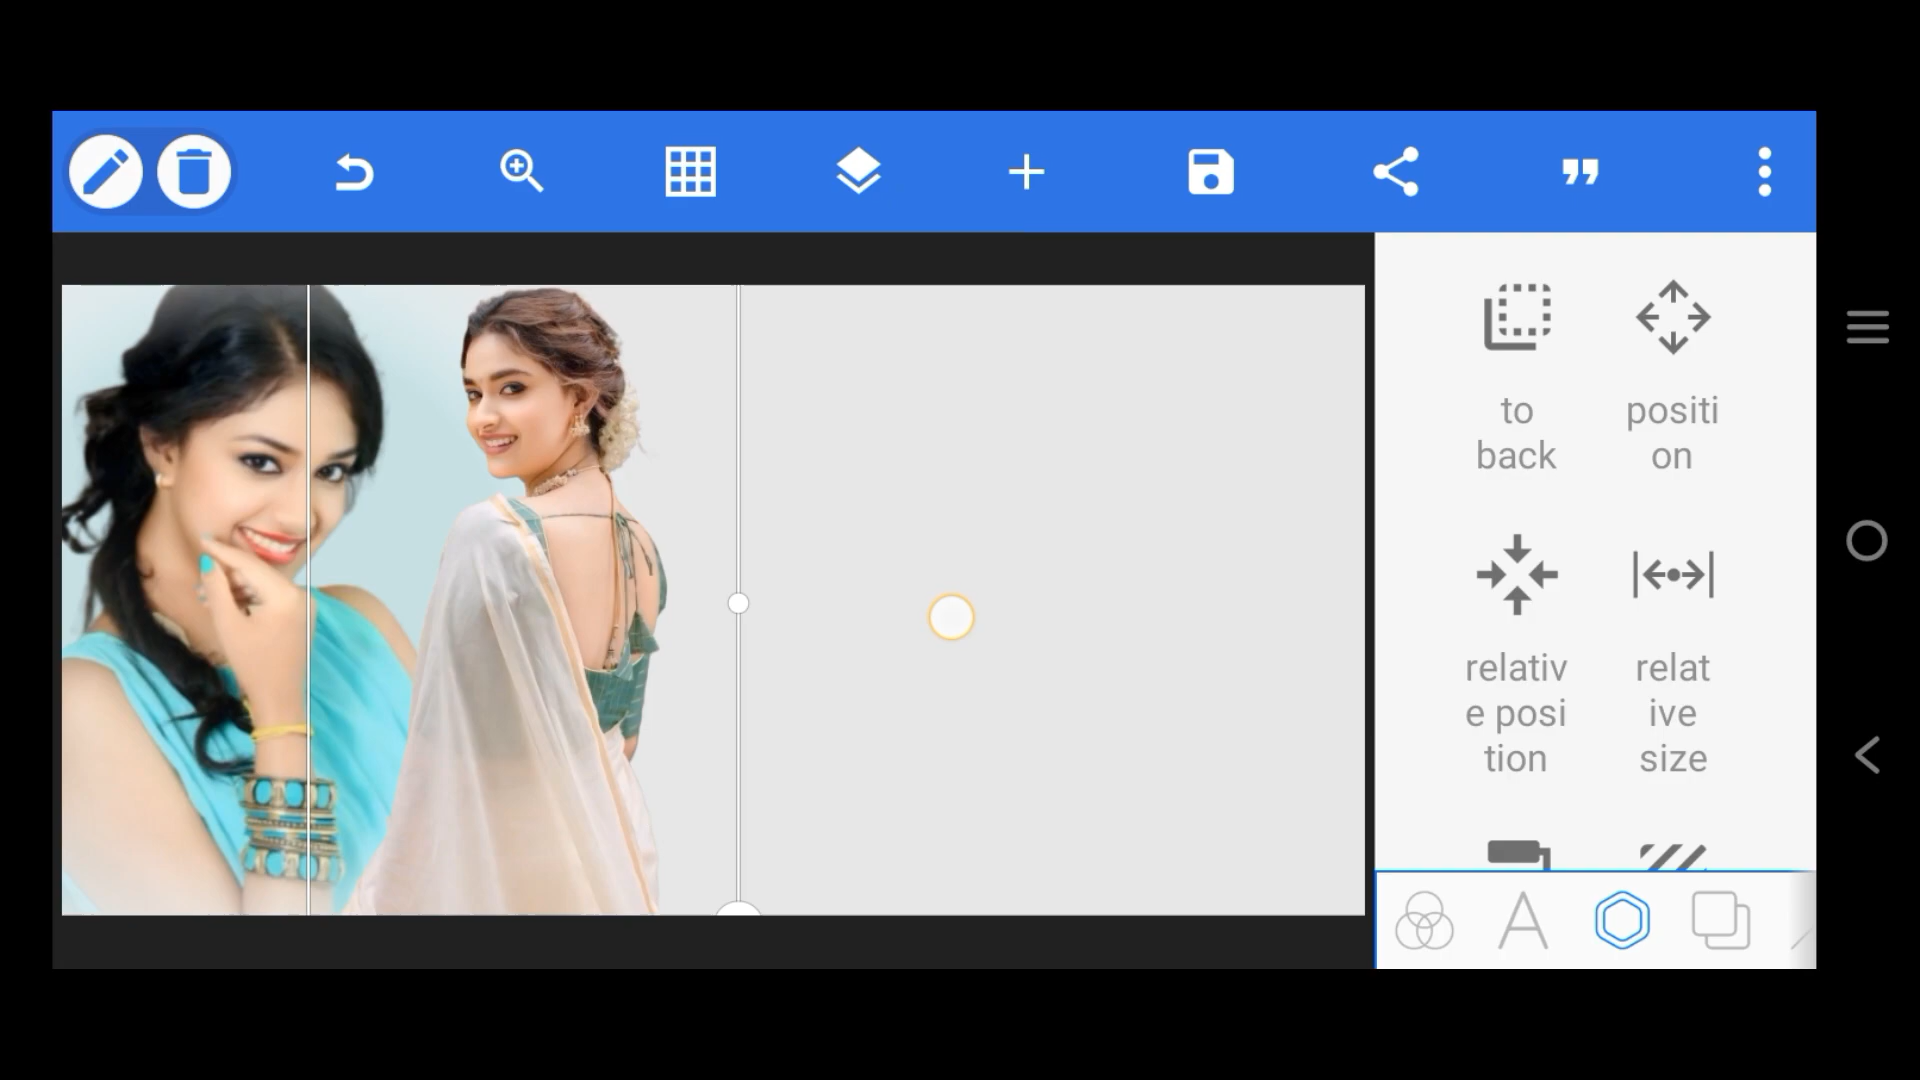 to
back
positi
on
relativ
e posi
tion
relat
ive
size